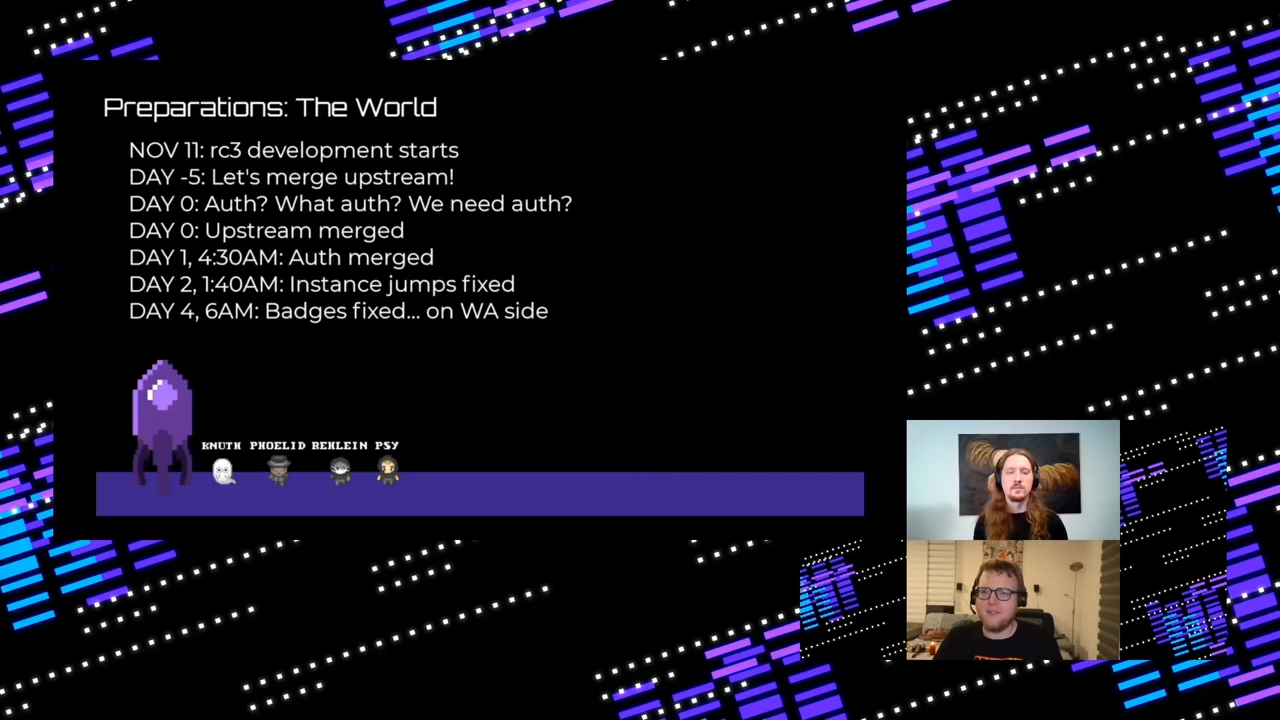 Preparations: The World
NOV 11: rc3 development starts
DAY -5: Let's merge upstream!
DAY 0: Auth? What auth? We need auth?
DAY 0: Upstream merged
DAY 1, 4:30AM: Auth merged
DAY 2, 1:40AM: Instance jumps fixed
DAY 4, 6AM: Badges fixed... on WA side
KNUTH PHOELID REHLEIN PSY